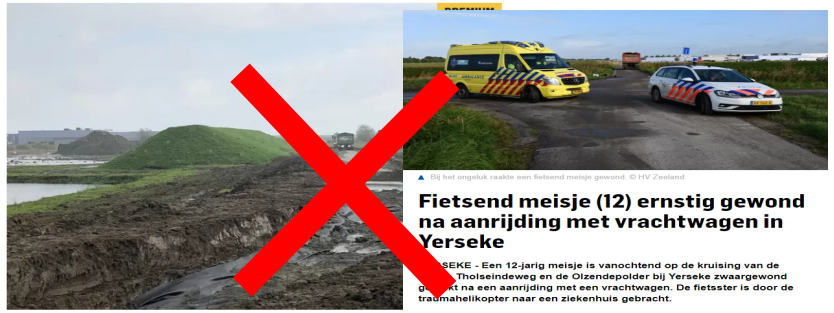 PREMIUM
AMBULANCE
Bij het ongeluk raakte een fietsend meisje gewond. © HV Zeeland
Fietsend meisje (12) ernstig gewond
na aanrijding met vrachtwagen in
Yerseke
SEKE - Een 12-jarig meisje is vanochtend op de kruising van de
Tholseindeweg en de Olzendepolder bij Yerseke zwaargewond
kt na een aanrijding met een vrachtwagen. De fietsster is door de
traumahelikopter naar een ziekenhuis gebracht.